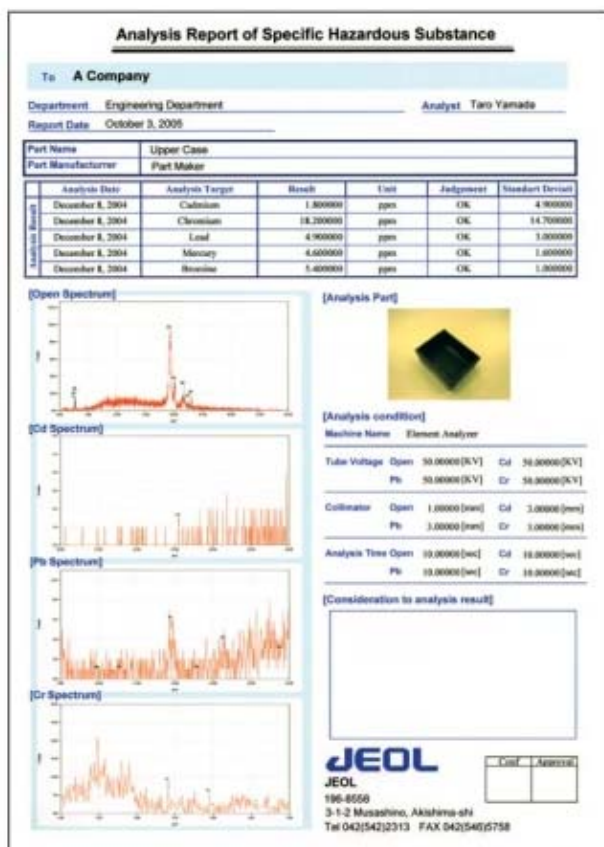 Analysis Report of Specific Hazardous Substance
To A Company
Department Engineering Department Analyst Taro Yamada
Report Date October 3, 2005
Part Name Upper Case
Part Manufacturrer Part Maker
Analysis Result
Analysis Date Analysis Target Result Unit Judgement Standart Deviati
December 8, 2004 Cadmium 1.800000 ppm OK 4.900000
December 8, 2004 Chromium 18.200000 ppm OK 14.700000
December 8, 2004 Lead 4.900000 ppm OK 3.000000
December 8, 2004 Mercury 4.600000 ppm OK 1.600000
December 8, 2004 Bromine 5.400000 ppm OK 1.000000
[Open Spectrum]
[Cd Spectrum]
[Pb Spectrum]
[Cr Spectrum]
[Analysis Part]
[Analysis condition]
Machine Name Element Analyzer
Tube Voltage Open 50.00000[KV] Cd 50.00000[KV]
Pb 50.00000[KV] Cr 50.00000[KV]
Collimator Open 1.00000[mm] Cd 3.00000[mm]
Pb 3.00000[mm] Cr 3.00000[mm]
Analysis Time Open 10.00000[sec] Cd 10.00000[sec]
Pb 10.00000[sec] Cr 10.00000[sec]
[Consideration to analysis result]
JEOL
JEOL
196-8558
3-1-2 Musashino, Akishima-shi
Tel 042(542)2313 FAX 042(546)5758
Conf Approval